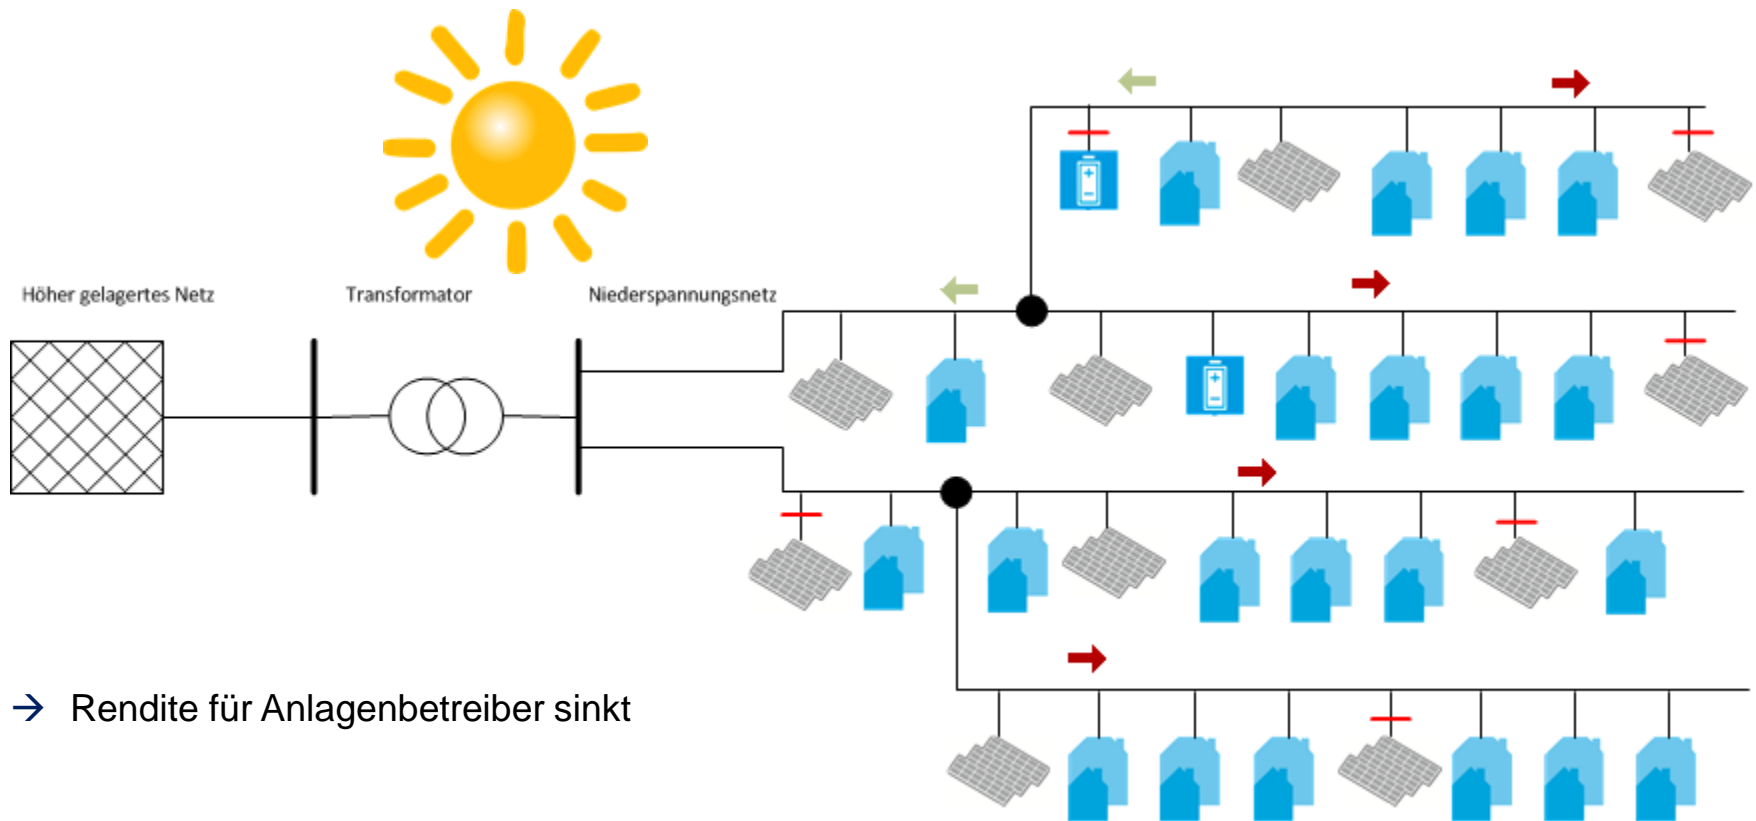 Höher gelagertes Netz
Transformator
Niederspannungsnetz
→ Rendite für Anlagenbetreiber sinkt